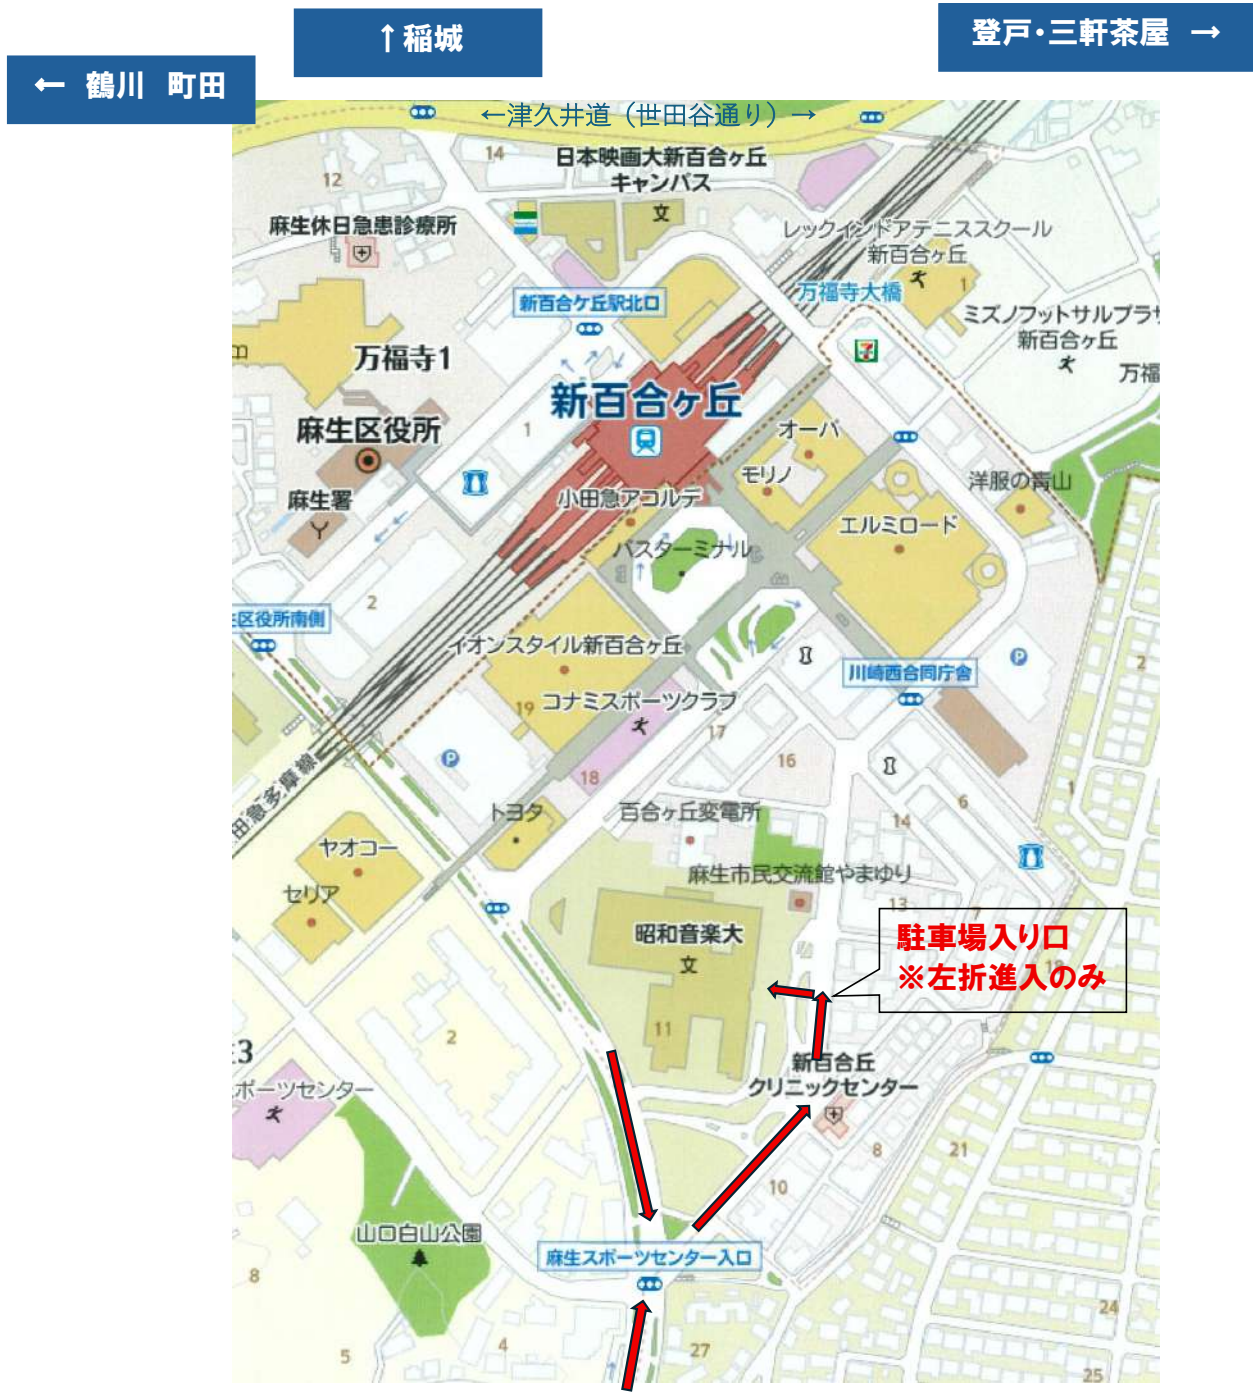 ↑稲城
登戸・三軒茶屋 →
← 鶴川 町田
←津久井道（世田谷通り）→
14
日本映画大新百合ヶ丘
キャンパス
文
12
麻生休日急患診療所
レックインドアテニススクール
新百合ヶ丘
1
万福寺大橋
新百合ケ丘駅北口
ミズノフットサルプラザ
新百合ヶ丘
7
万福
万福寺1
新百合ヶ丘
麻生区役所
1
オーパ
モリノ
洋服の青山
麻生署
小田急アコルデ
エルミロード
バスターミナル
2
区役所南側
イオンスタイル新百合ヶ丘
P
2
川崎西合同庁舎
コナミスポーツクラブ
19
17
P
16
18
田急多摩線
1
トヨタ
百合ヶ丘変電所
6
14
ヤオコー
麻生市民交流館やまゆり
セリア
13
7
昭和音楽大
文
駐車場入り口
※左折進入のみ
18
11
2
3
新百合丘
クリニックセンター
ポーツセンター
8
21
10
山口白山公園
麻生スポーツセンター入口
8
24
4
27
5
25